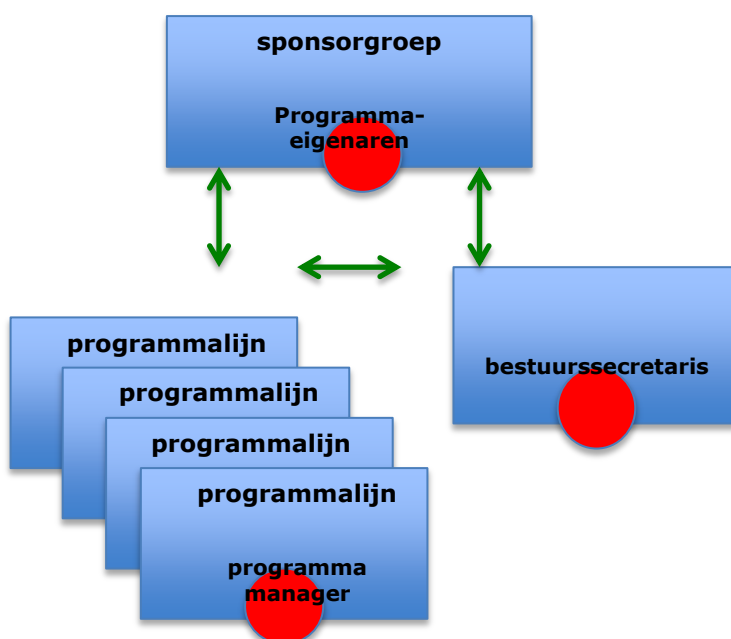 sponsorgroep
Programma-
eigenaren
programmalijn
programmalijn
programmalijn
programmalijn
programma
manager
bestuurssecretaris